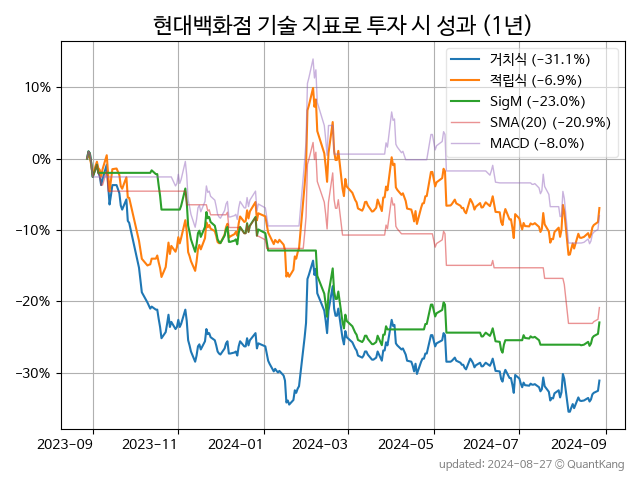 현대백화점 기술 지표로 투자 시 성과 (1년)
거치식 (−31.1%)
적립식 (−6.9%)
SigM (−23.0%)
SMA(20) (−20.9%)
MACD (−8.0%)
10%
0%
−10%
−20%
−30%
2023-09 2023-11 2024-01 2024-03 2024-05 2024-07 2024-09
updated: 2024-08-27 ⓒ QuantKang